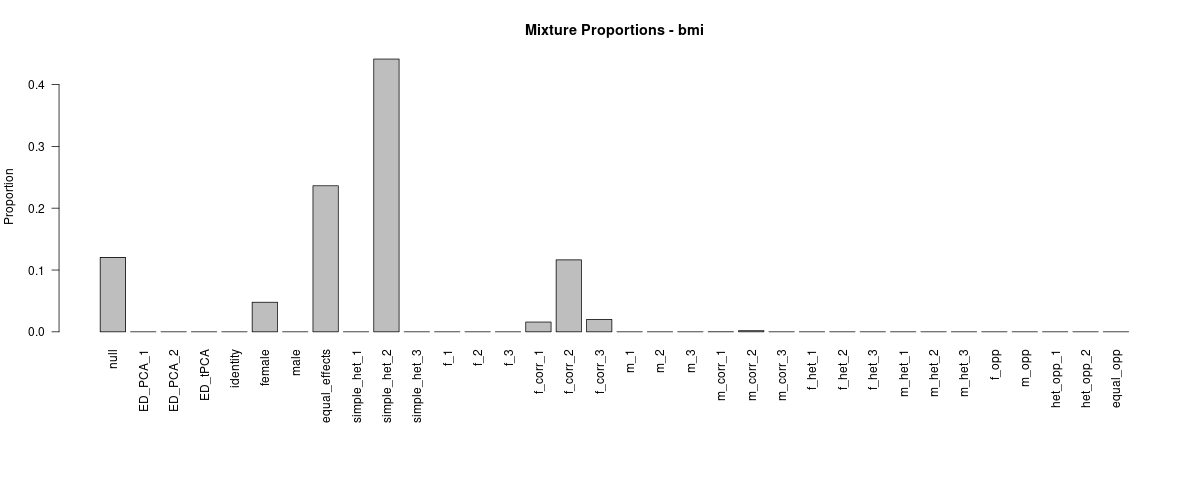 Mixture Proportions - bmi
Proportion
0.4
0.3
0.2
0.1
0.0
null
ED_PCA_1
ED_PCA_2
ED_tPCA
identity
female
male
equal_effects
simple_het_1
simple_het_2
simple_het_3
f_1
f_2
f_3
f_corr_1
f_corr_2
f_corr_3
m_1
m_2
m_3
m_corr_1
m_corr_2
m_corr_3
f_het_1
f_het_2
f_het_3
m_het_1
m_het_2
m_het_3
f_opp
m_opp
het_opp_1
het_opp_2
equal_opp